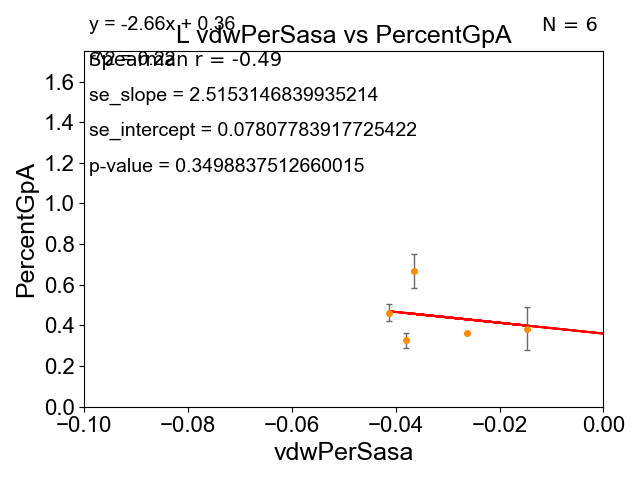 y = -2.66x + 0.36
N = 6
L vdwPerSasa vs PercentGpA
Spearman r = -0.49
se_slope = 2.5153146839935214
se_intercept = 0.07807783917725422
p-value = 0.3498837512660015
PercentGpA
1.6
1.4
1.2
1.0
0.8
0.6
0.4
0.2
0.0
−0.10
−0.08
−0.06
−0.04
−0.02
0.00
vdwPerSasa